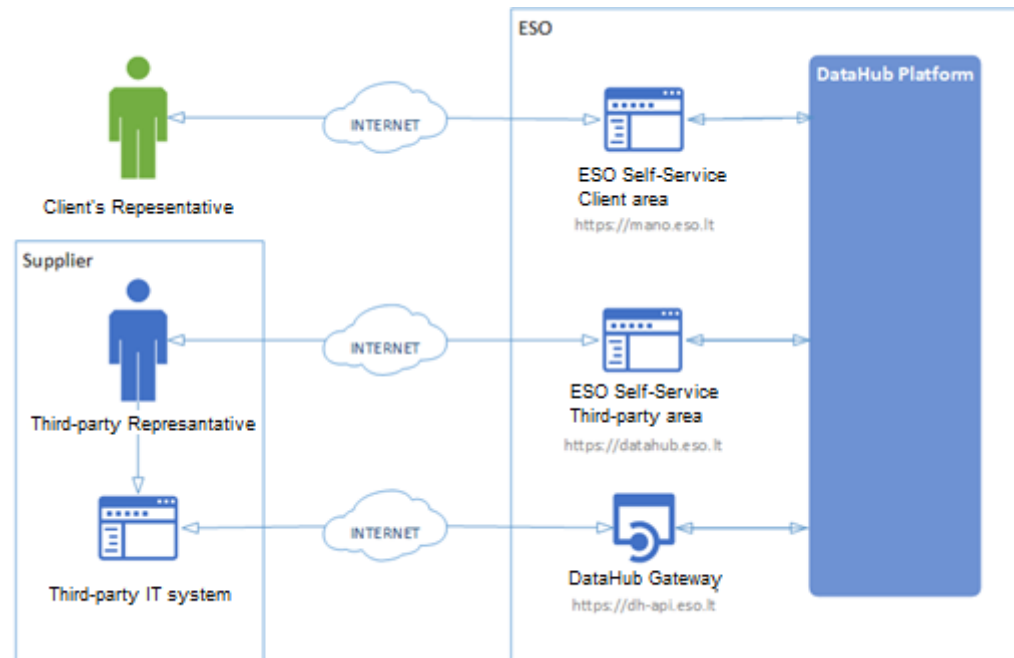 ESO
DataHub Platform
INTERNET
ESO Self-Service
Client area
https://mano.eso.lt
Client's Repesentative
Supplier
INTERNET
ESO Self-Service
Third-party area
https://datahub.eso.lt
Third-party Represantative
INTERNET
DataHub Gateway
https://dh-api.eso.lt
Third-party IT system